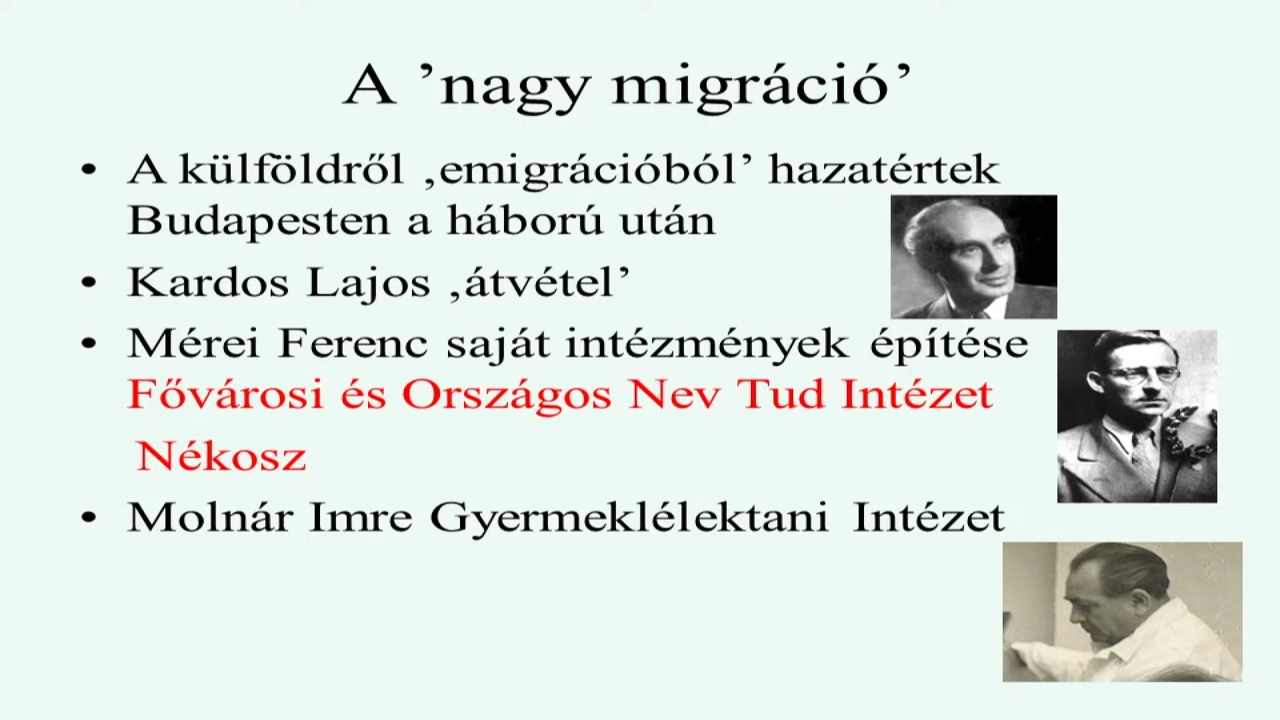 A ’nagy migráció’
• A külföldről ‚emigrációból’ hazatértek
Budapesten a háború után
• Kardos Lajos ‚átvétel’
• Mérei Ferenc saját intézmények építése
Fővárosi és Országos Nev Tud Intézet
Nékosz
• Molnár Imre Gyermeklélektani Intézet